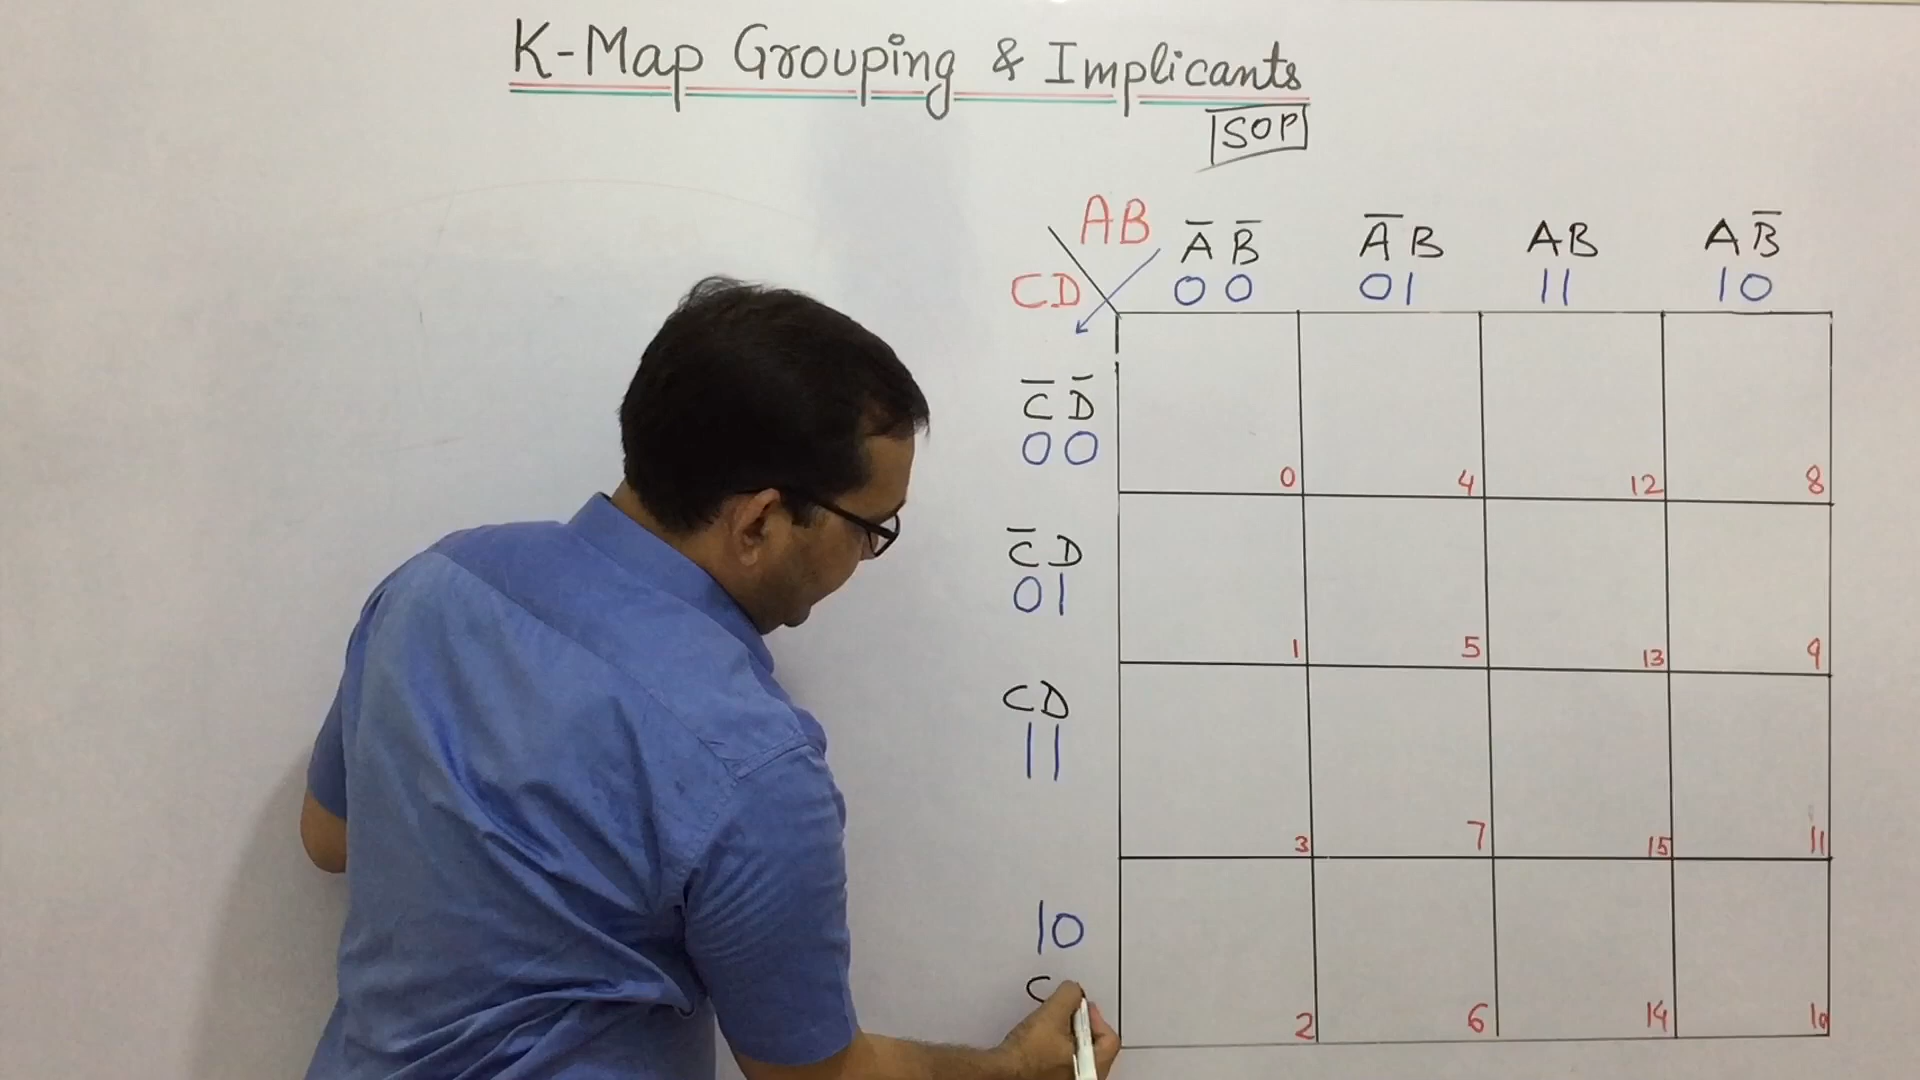 K-Map Grouping & Implicants
SOP
AB
A̅ B̅ A̅ B AB A B̅
CD
00 01 11 10
C̅ D̅
00
0 4 12 8
C̅ D
01
1 5 13 9
CD
11
3 7 15 11
10
C
2 6 14 10